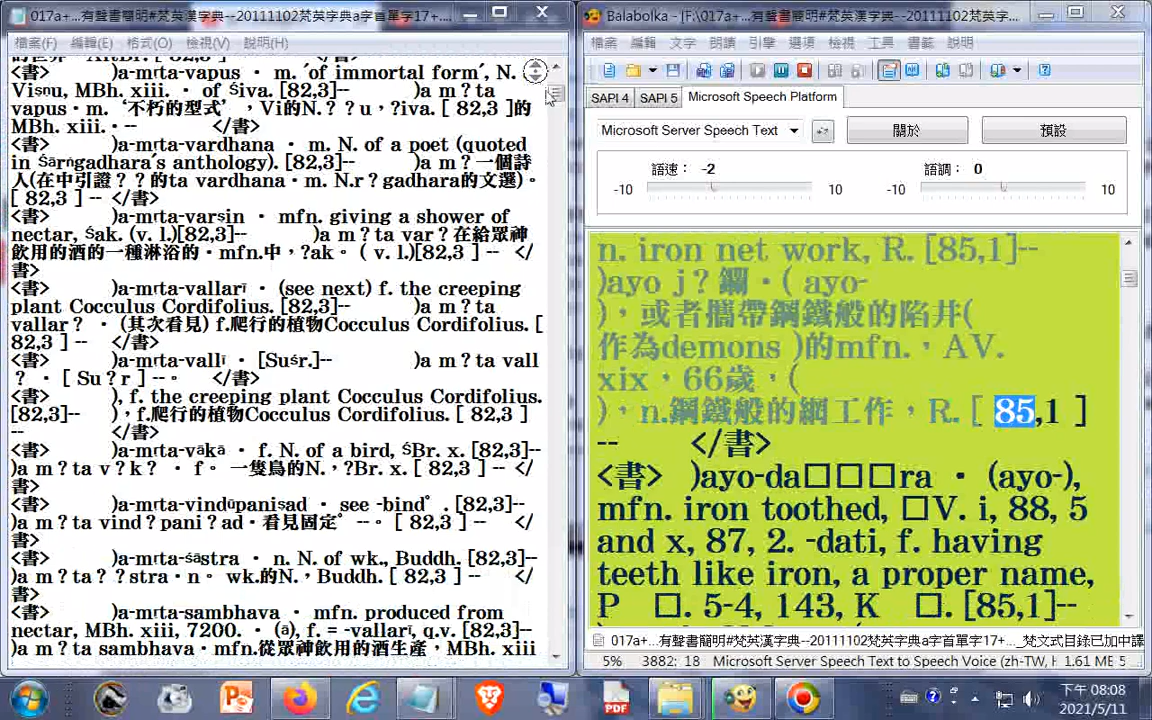 017a+...有聲書簡明#梵英漢字典--20111102梵英字典a字首單字17+...
檔案(F) 編輯(E) 格式(O) 檢視(V) 說明(H)
<書> )a-mṛta-vapus • m. 'of immortal form', N.
Viṣṇu, MBh. xiii. • of Śiva. [82,3]-- )a m?ta
vapus•m.‘不朽的型式’,Vi的N.??u,?iva. [ 82,3 ]的
MBh. xiii.•-- </書>
<書> )a-mṛta-vardhana • m. N. of a poet (quoted
in Śārṅgadhara's anthology). [82,3]-- )a m?一個詩
人(在中引證??的ta vardhana•m. N.r?gadhara的文選)。
[ 82,3 ] -- </書>
<書> )a-mṛta-varṣin • mfn. giving a shower of
nectar, Śak. (v. l.)[82,3]-- )a m?ta var?在給眾神
飲用的酒的一種淋浴的•mfn.中,?ak。( v. l.)[82,3 ] -- </
書>
<書> )a-mṛta-vallarī • (see next) f. the creeping
plant Cocculus Cordifolius. [82,3]-- )a m?ta
vallar? • (其次看見) f.爬行的植物Cocculus Cordifolius. [
82,3 ] -- </書>
<書> )a-mṛta-vallī • [Suśr.]-- )a m?ta vall
? • [ Su?r ] --。 </書>
<書> ), f. the creeping plant Cocculus Cordifolius.
[82,3]-- ),f.爬行的植物Cocculus Cordifolius. [ 82,3 ]
-- </書>
<書> )a-mṛta-vākā • f. N. of a bird, ŚBr. x. [82,3]--
)a m?ta v?k? • f。 一隻鳥的N.,?Br. x. [ 82,3 ] -- </
書>
<書> )a-mṛta-vindūpaniṣad • see -bind° . [82,3]--
)a m?ta vind?pani?ad•看見固定° --。[ 82,3 ] -- </
書>
<書> )a-mṛta-śāstra • n. N. of wk., Buddh. [82,3]--
)a m?ta??stra•n。 wk.的N.,Buddh. [ 82,3 ] -- </
書>
<書> )a-mṛta-sambhava • mfn. produced from
nectar, MBh. xiii, 7200. • (ā), f. = -vallarī, q.v. [82,3]--
)a m?ta sambhava•mfn.從眾神飲用的酒生產,MBh. xiii
Balabolka - [F:\017a+...有聲書簡明#梵英漢字典--20111102梵英字...
檔案 編輯 文字 朗讀 引擎 選項 檢視 工具 書籤 說明
SAPI 4 SAPI 5 Microsoft Speech Platform
Microsoft Server Speech Text 關於 預設
語速: -2 語調: 0
-10 10 -10 10
n. iron net work, R. [85,1]--
)ayo j?鑭•( ayo-
),或者攜帶鋼鐵般的陷井(
作為demons )的mfn.,AV.
xix,66歲,(
),n.鋼鐵般的網工作,R. [ 85,1 ]
-- </書>
<書> )ayo-da□□□ra • (ayo-),
mfn. iron toothed, □V. i, 88, 5
and x, 87, 2. -dati, f. having
teeth like iron, a proper name,
P □. 5-4, 143, K □. [85,1]--
017a+...有聲書簡明#梵英漢字典--20111102梵英字典a字首單字17+..._梵文式目錄已加中譯
5% 3882: 18 Microsoft Server Speech Text to Speech Voice (zh-TW, H 1.61 MB 5
下午 08:08
2021/5/11